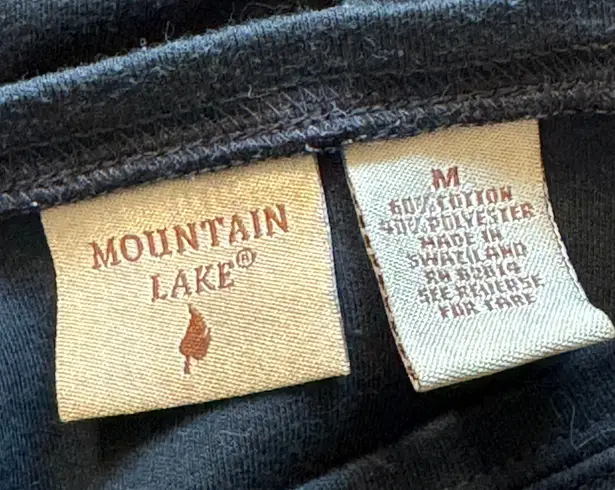 MOUNTAIN
LAKE®
M
60% COTTON
40% POLYESTER
MADE IN
SWAZILAND
RN 82814
SEE REVERSE
FOR CARE